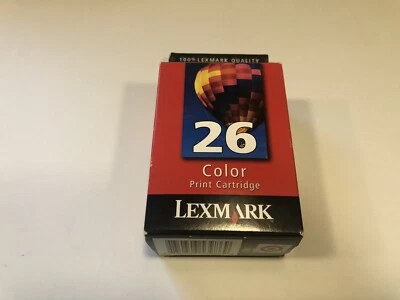 100% LEXMARK QUALITY
26
Color
Print Cartridge
LEXMARK